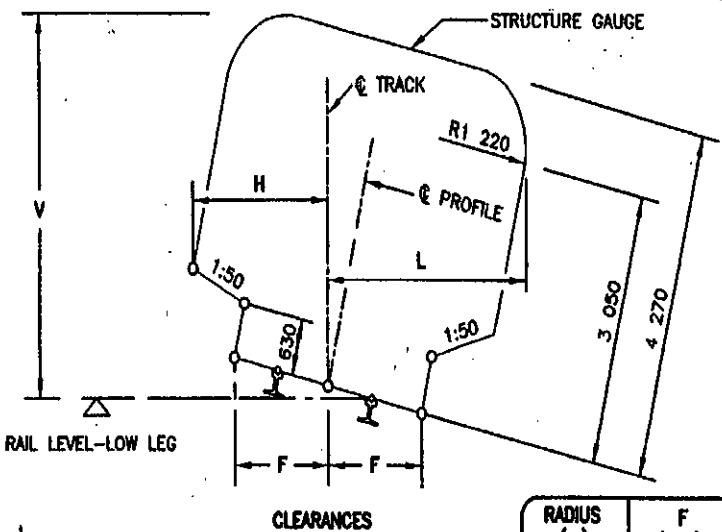 STRUCTURE GAUGE
℄ TRACK
R1 220
H
℄ PROFILE
V
L
1:50
630
1:50
3 050
4 270
RAIL LEVEL-LOW LEG
F
F
CLEARANCES
RADIUS
F